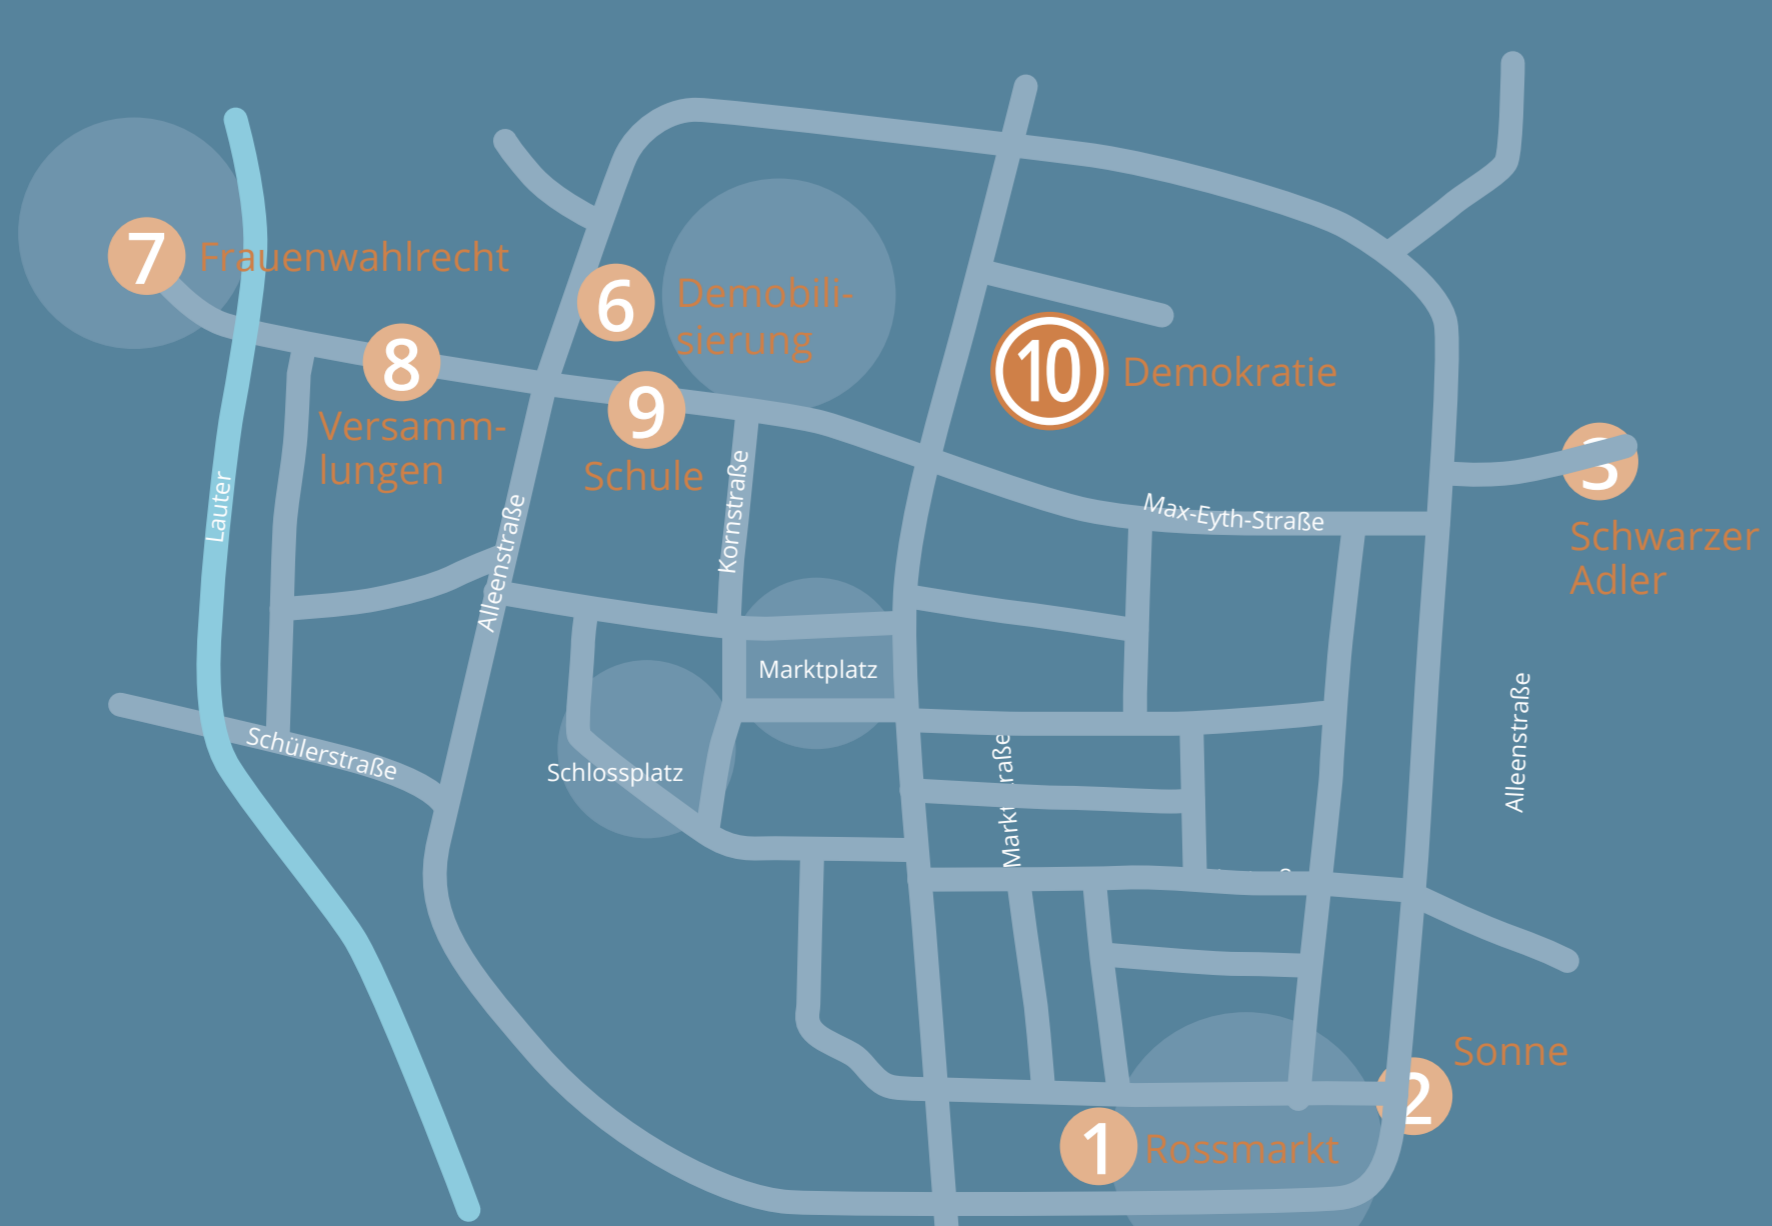 7
Frauenwahlrecht
6
Demobili-
sierung
8
Versamm-
lungen
9
Schule
10
Demokratie
3
Schwarzer
Adler
Lauter
Alleenstraße
Kornstraße
Max-Eyth-Straße
Marktplatz
Schlossplatz
Schülerstraße
Alleenstraße
2
Sonne
1
Rossmarkt